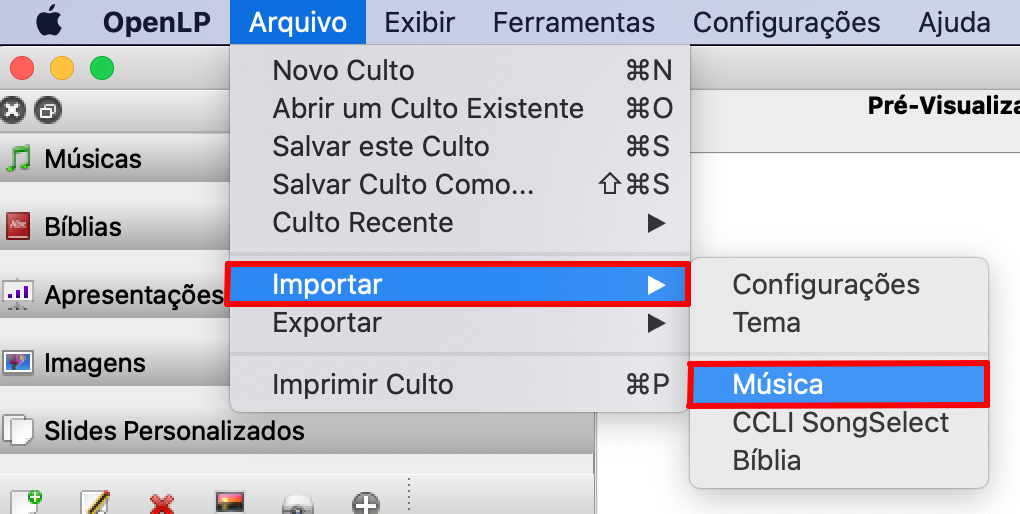 OpenLP Arquivo Exibir Ferramentas Configurações Ajuda
Novo Culto ⌘N
Abrir um Culto Existente ⌘O
Salvar este Culto ⌘S
Salvar Culto Como... ⇧⌘S
Culto Recente
Importar
Exportar
Imprimir Culto ⌘P
Configurações
Tema
Música
CCLI SongSelect
Bíblia
Pré-Visualiza
Músicas
Bíblias
Apresentações
Imagens
Slides Personalizados